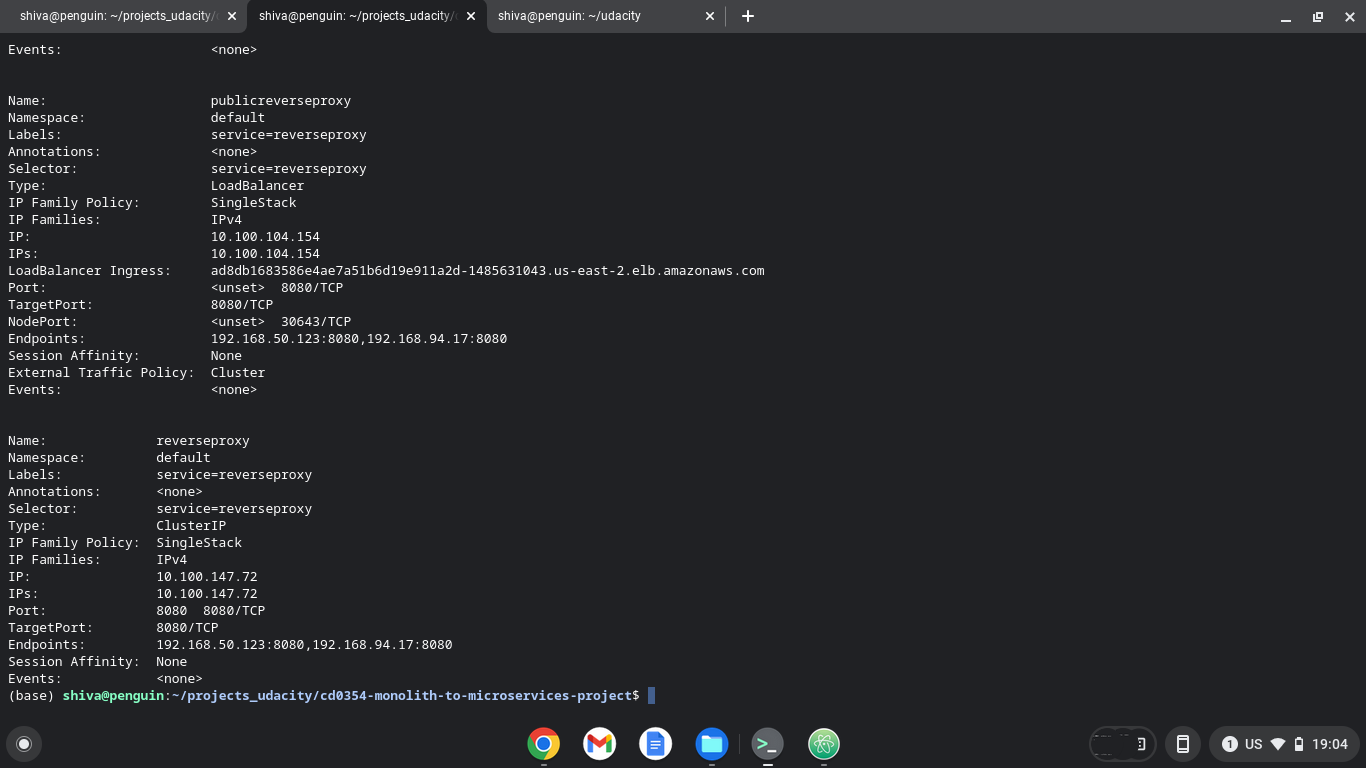 shiva@penguin: ~/projects_udacity/
shiva@penguin: ~/projects_udacity/
shiva@penguin: ~/udacity
Events:                   <none>
Name:                     publicreverseproxy
Namespace:                default
Labels:                   service=reverseproxy
Annotations:              <none>
Selector:                 service=reverseproxy
Type:                     LoadBalancer
IP Family Policy:         SingleStack
IP Families:              IPv4
IP:                       10.100.104.154
IPs:                      10.100.104.154
LoadBalancer Ingress:     ad8db1683586e4ae7a51b6d19e911a2d-1485631043.us-east-2.elb.amazonaws.com
Port:                     <unset>  8080/TCP
TargetPort:               8080/TCP
NodePort:                 <unset>  30643/TCP
Endpoints:                192.168.50.123:8080,192.168.94.17:8080
Session Affinity:         None
External Traffic Policy:  Cluster
Events:                   <none>
Name:              reverseproxy
Namespace:         default
Labels:            service=reverseproxy
Annotations:       <none>
Selector:          service=reverseproxy
Type:              ClusterIP
IP Family Policy:  SingleStack
IP Families:       IPv4
IP:                10.100.147.72
IPs:               10.100.147.72
Port:              8080  8080/TCP
TargetPort:        8080/TCP
Endpoints:         192.168.50.123:8080,192.168.94.17:8080
Session Affinity:  None
Events:            <none>
(base) shiva@penguin:~/projects_udacity/cd0354-monolith-to-microservices-project$
1 US 19:04